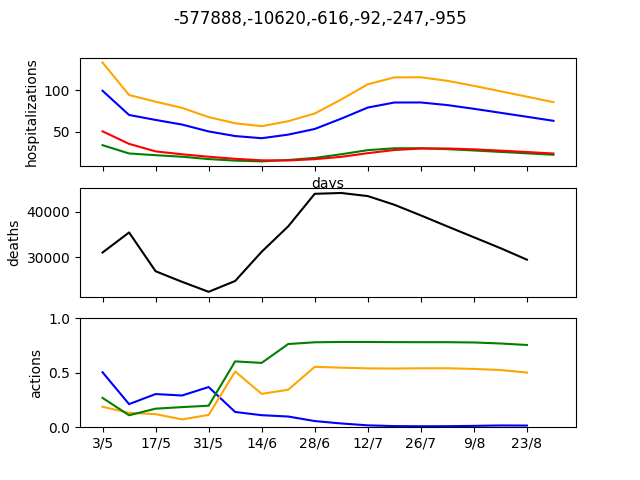 -577888,-10620,-616,-92,-247,-955
hospitalizations
100
50
days
deaths
40000
30000
actions
1.0
0.5
0.0
3/5 17/5 31/5 14/6 28/6 12/7 26/7 9/8 23/8